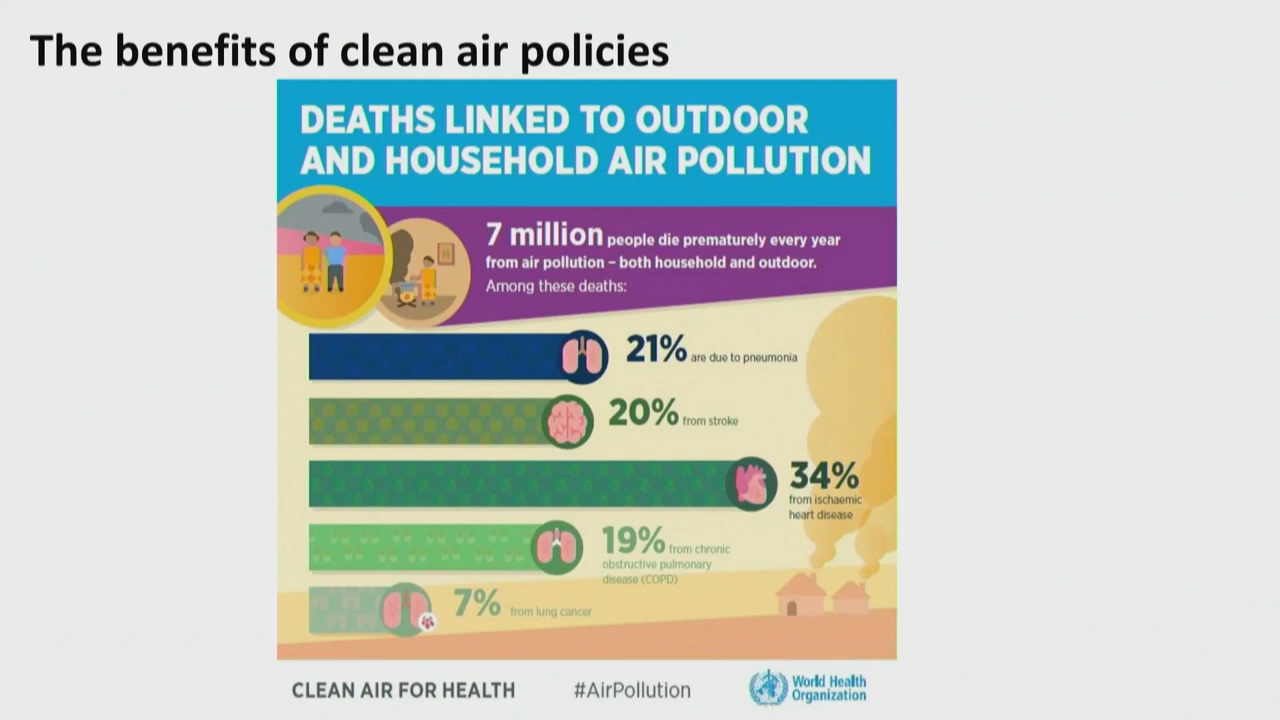 The benefits of clean air policies
DEATHS LINKED TO OUTDOOR
AND HOUSEHOLD AIR POLLUTION
7 million people die prematurely every year
from air pollution – both household and outdoor.
Among these deaths:
21% are due to pneumonia
20% from stroke
34%
from ischaemic
heart disease
19% from chronic
obstructive pulmonary
disease (COPD)
7% from lung cancer
CLEAN AIR FOR HEALTH
#AirPollution
World Health
Organization